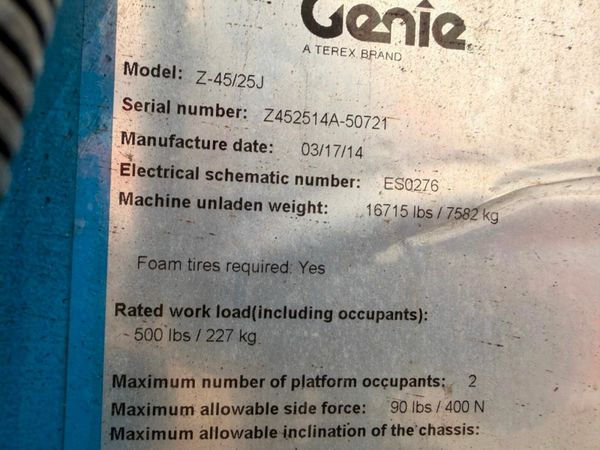 Genie
A TEREX BRAND
Model: Z-45/25J
Serial number: Z452514A-50721
Manufacture date: 03/17/14
Electrical schematic number: ES0276
Machine unladen weight: 16715 lbs / 7582 kg
Foam tires required: Yes
Rated work load(including occupants):
500 lbs / 227 kg
Maximum number of platform occupants: 2
Maximum allowable side force: 90 lbs / 400 N
Maximum allowable inclination of the chassis: